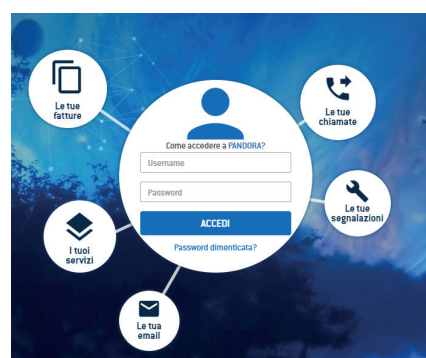 Le tue
fatture
Le tue
chiamate
Come accedere a PANDORA?
Username
Password
ACCEDI
Password dimenticata?
Le tue
segnalazioni
I tuoi
servizi
Le tua
email